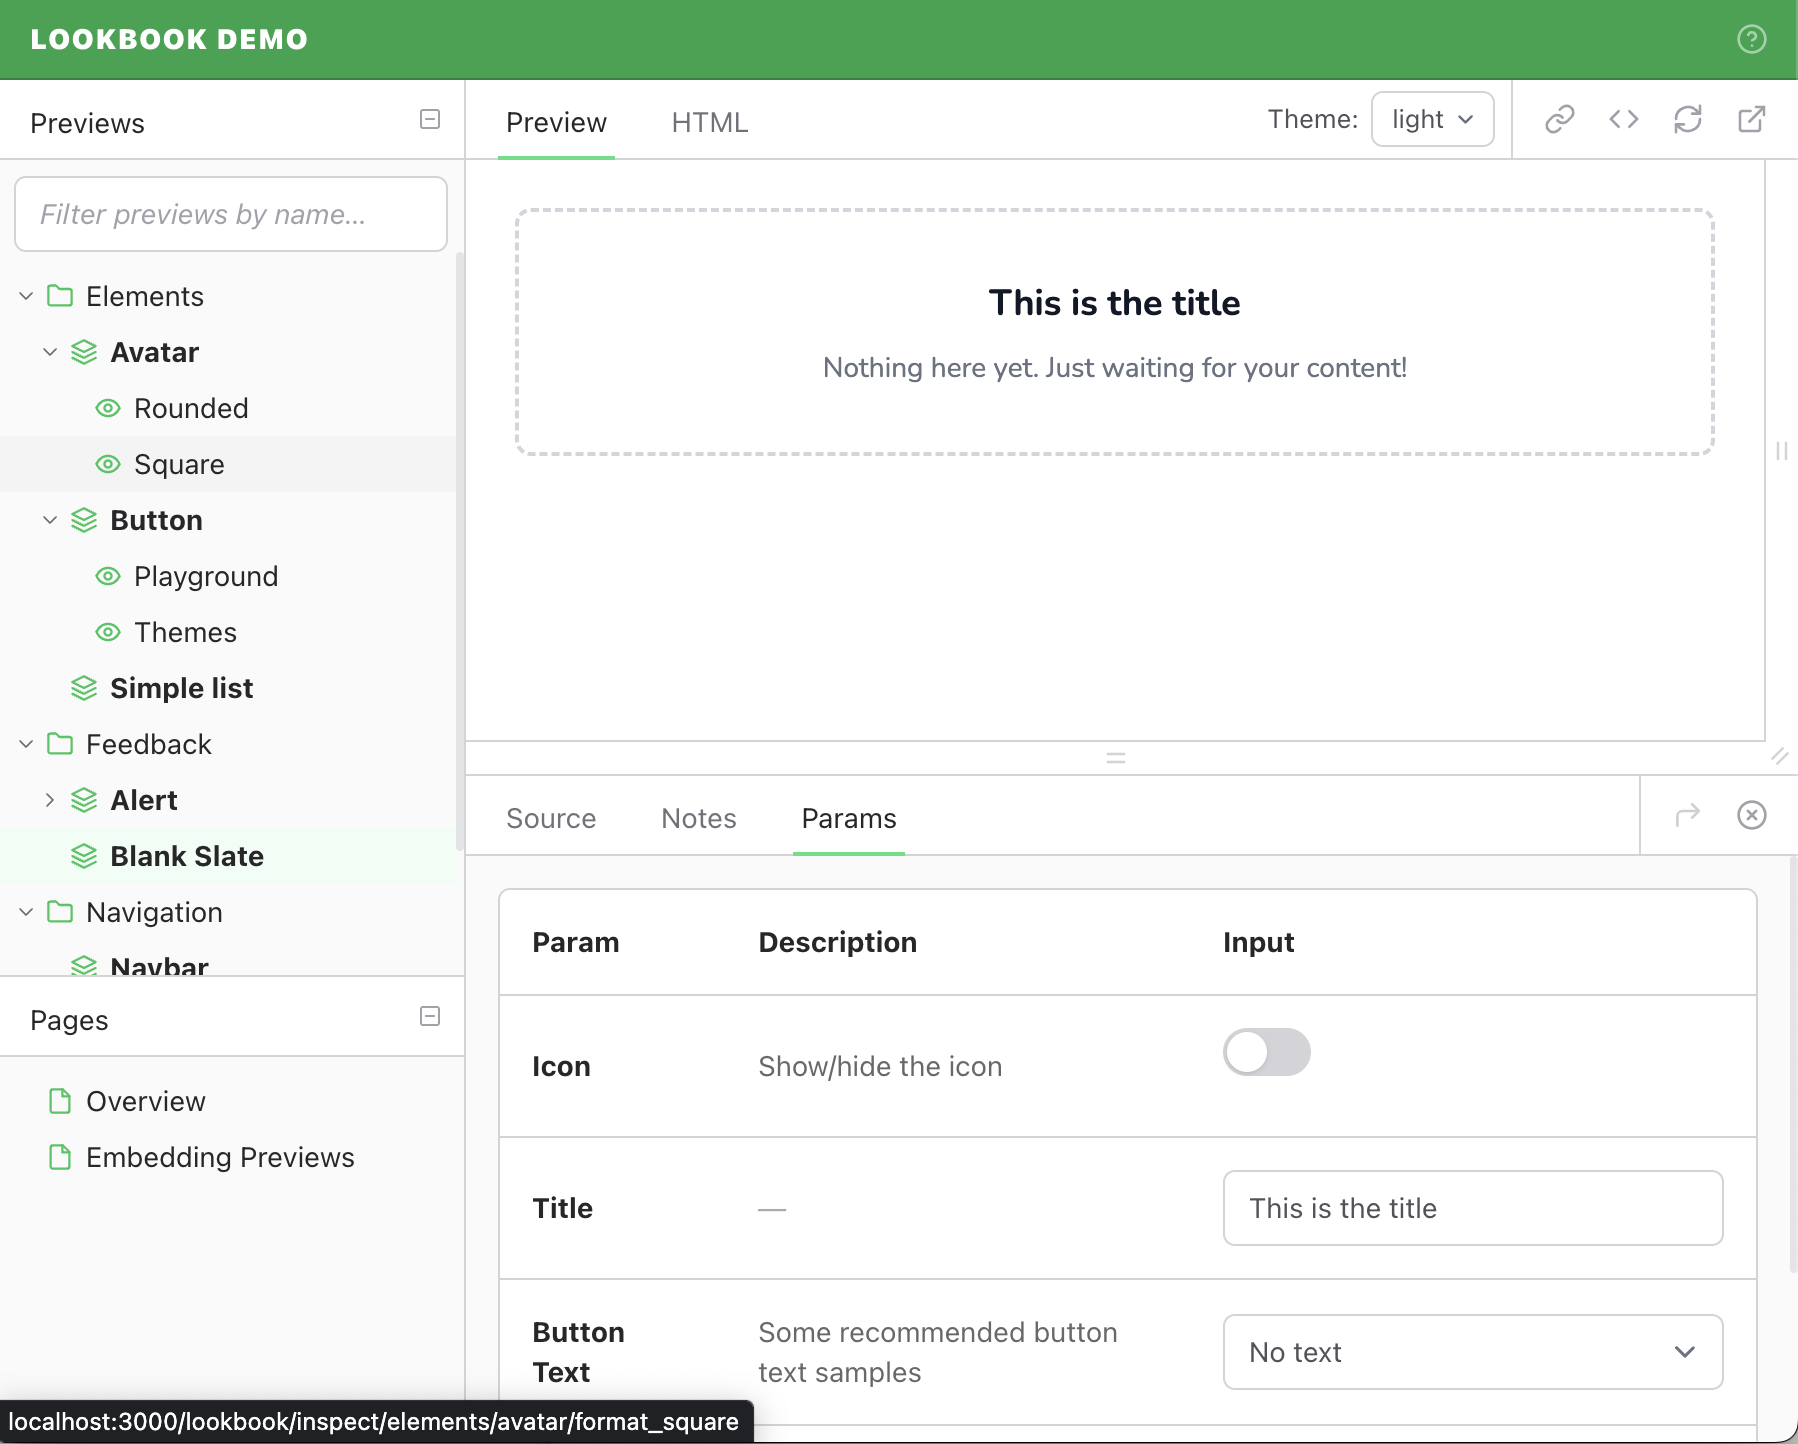 LOOKBOOK DEMO
Previews
Preview
HTML
Theme:
light
Filter previews by name...
Elements
Avatar
Rounded
Square
Button
Playground
Themes
Simple list
Feedback
Alert
Blank Slate
Navigation
Navbar
Pages
Overview
Embedding Previews
This is the title
Nothing here yet. Just waiting for your content!
Source
Notes
Params
Param
Description
Input
Icon
Show/hide the icon
Title
—
This is the title
Button
Text
Some recommended button
text samples
No text
localhost:3000/lookbook/inspect/elements/avatar/format_square